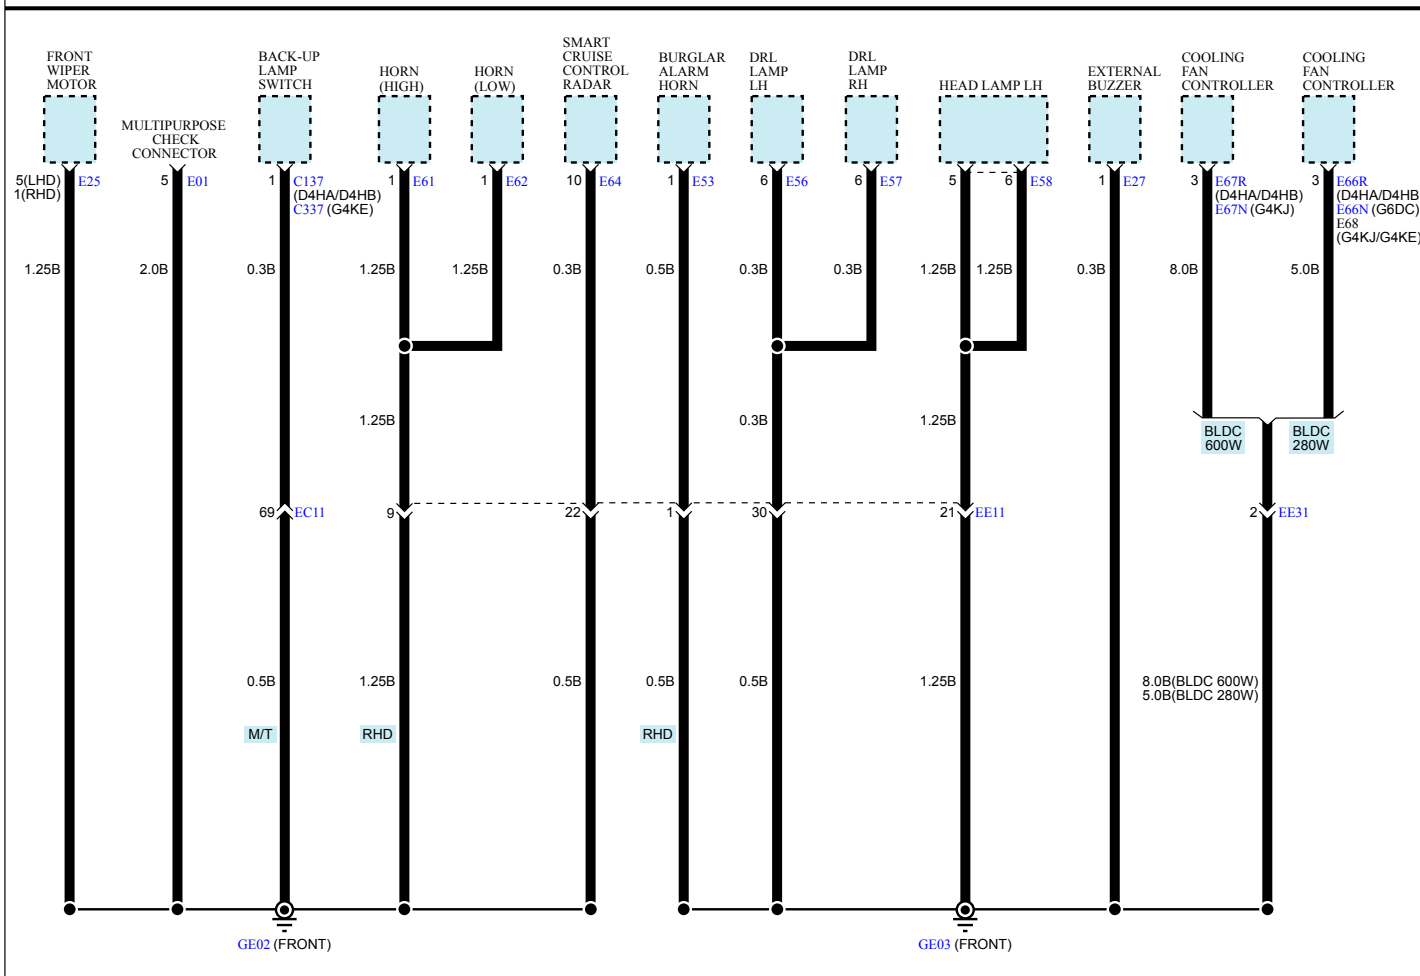 FRONT
WIPER
MOTOR
MULTIPURPOSE
CHECK
CONNECTOR
BACK-UP
LAMP
SWITCH
HORN
(HIGH)
HORN
(LOW)
SMART
CRUISE
CONTROL
RADAR
BURGLAR
ALARM
HORN
DRL
LAMP
LH
DRL
LAMP
RH
HEAD LAMP LH
EXTERNAL
BUZZER
COOLING
FAN
CONTROLLER
COOLING
FAN
CONTROLLER
5(LHD) E25
1(RHD)
5 E01
1 C137
(D4HA/D4HB)
C337 (G4KE)
1 E61
1 E62
10 E64
1 E53
6 E56
6 E57
5
6 E58
1 E27
3 E67R
(D4HA/D4HB)
E67N (G4KJ)
3 E66R
(D4HA/D4HB
E66N (G6DC)
E68
(G4KJ/G4KE)
1.25B
2.0B
0.3B
1.25B
1.25B
0.3B
0.5B
0.3B
0.3B
1.25B
1.25B
0.3B
8.0B
5.0B
1.25B
0.3B
1.25B
BLDC
600W
BLDC
280W
69 EC11
9
22
1
30
21 EE11
2 EE31
0.5B
1.25B
0.5B
0.5B
0.5B
1.25B
8.0B(BLDC 600W)
5.0B(BLDC 280W)
M/T
RHD
RHD
GE02 (FRONT)
GE03 (FRONT)